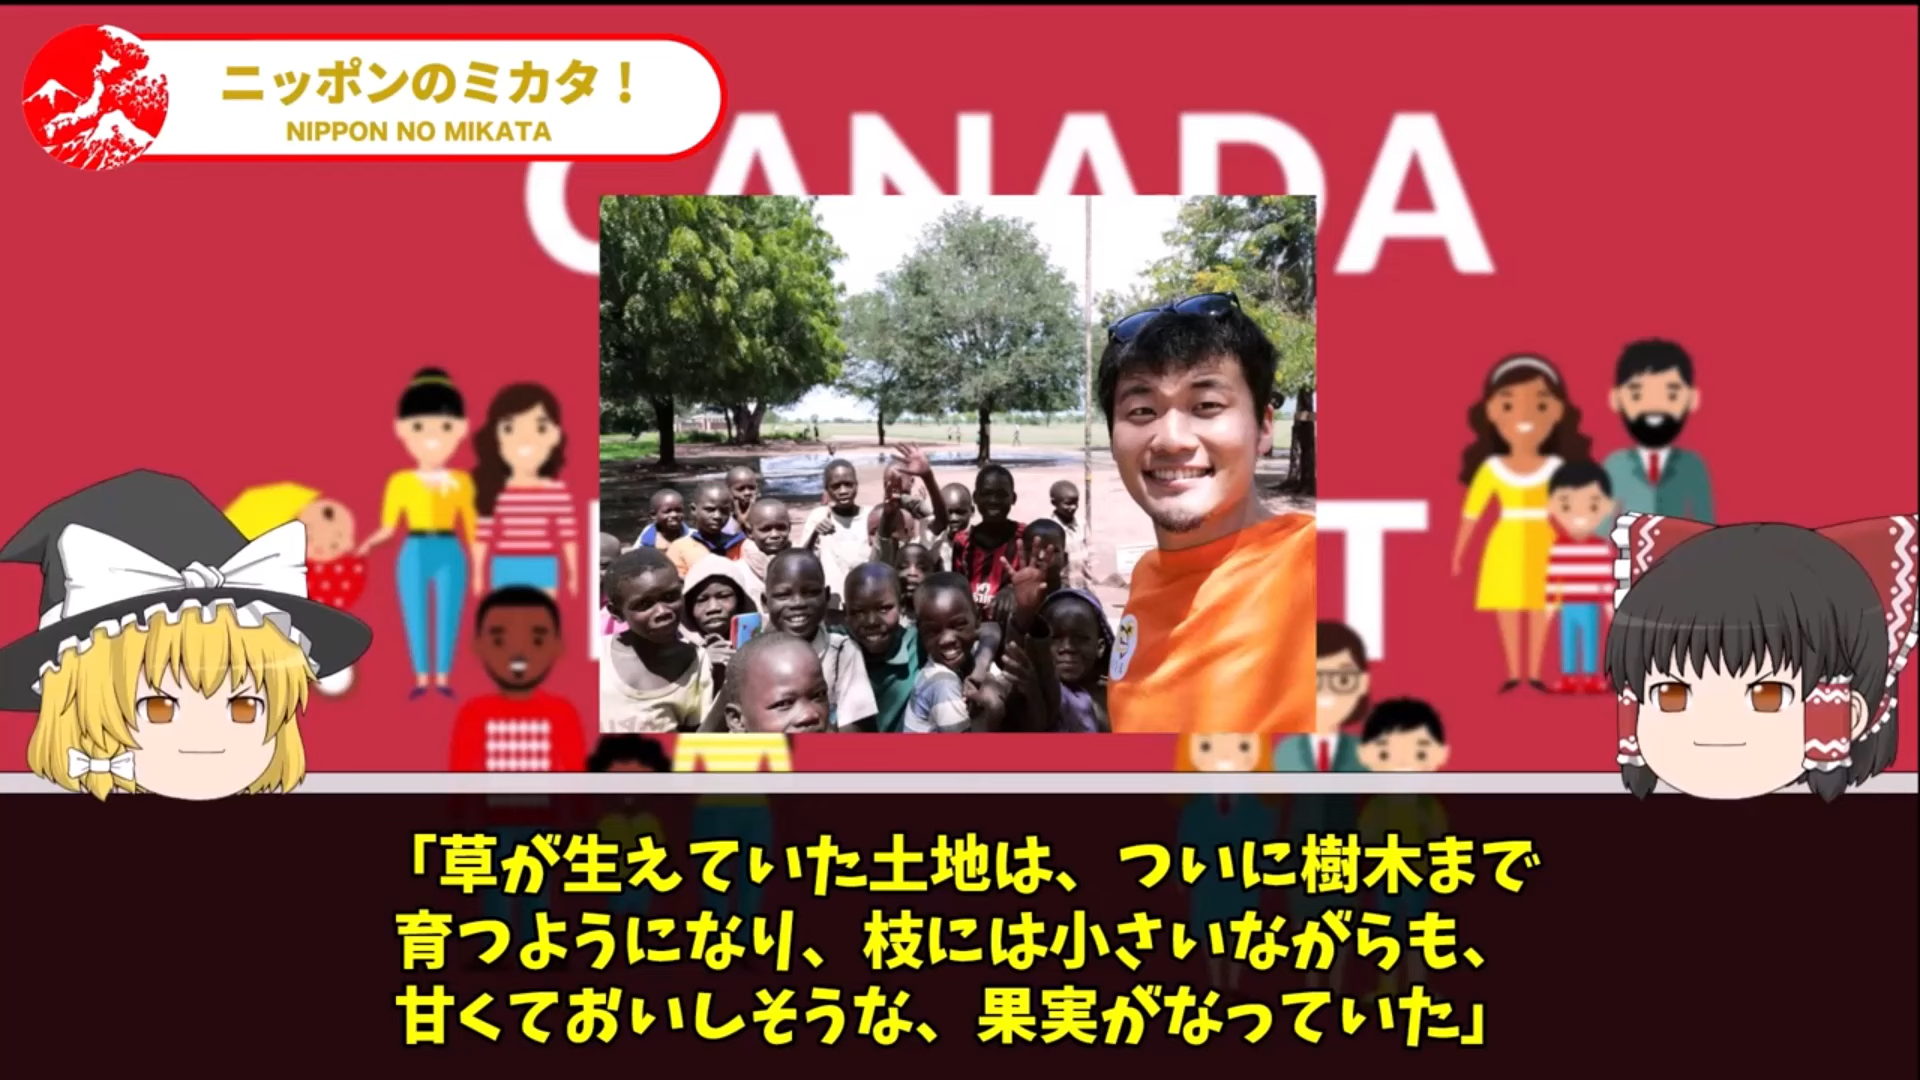 ニッポンのミカタ！
NIPPON NO MIKATA
CANADA
T
「草が生えていた土地は、ついに樹木まで
育つようになり、枝には小さいながらも、
甘くておいしそうな、果実がなっていた」